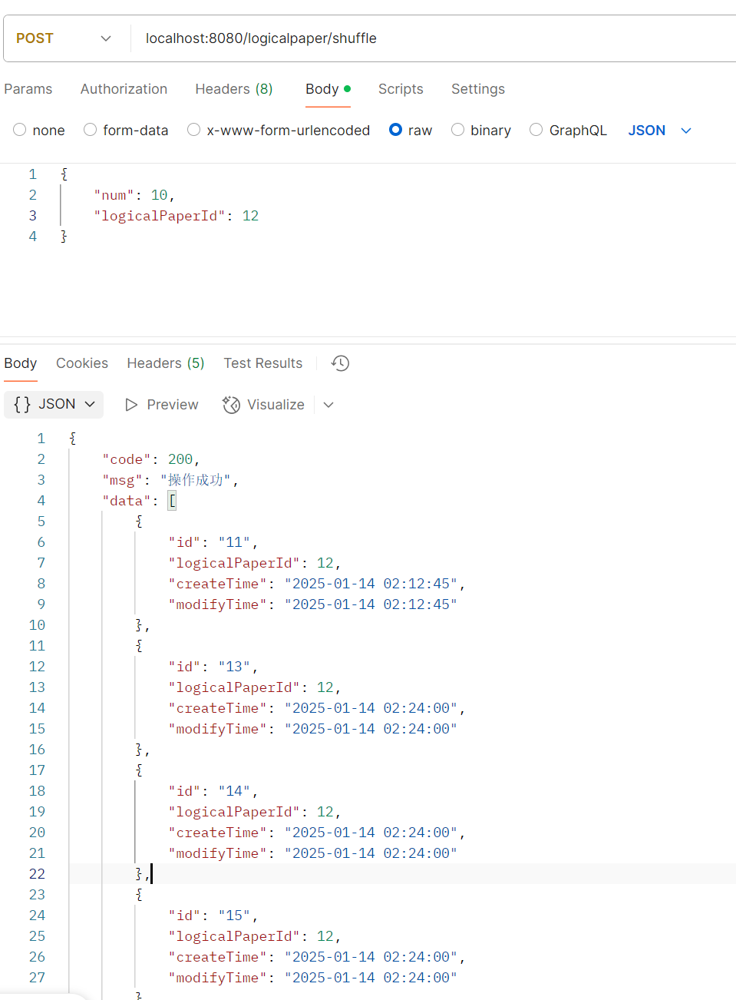 POST localhost:8080/logicalpaper/shuffle
Params Authorization Headers (8) Body Scripts Settings
none form-data x-www-form-urlencoded raw binary GraphQL JSON
1 {
2 "num": 10,
3 "logicalPaperId": 12
4 }
Body Cookies Headers (5) Test Results
{} JSON Preview Visualize
1 {
2 "code": 200,
3 "msg": "操作成功",
4 "data": [
5 {
6 "id": "11",
7 "logicalPaperId": 12,
8 "createTime": "2025-01-14 02:12:45",
9 "modifyTime": "2025-01-14 02:12:45"
10 },
11 {
12 "id": "13",
13 "logicalPaperId": 12,
14 "createTime": "2025-01-14 02:24:00",
15 "modifyTime": "2025-01-14 02:24:00"
16 },
17 {
18 "id": "14",
19 "logicalPaperId": 12,
20 "createTime": "2025-01-14 02:24:00",
21 "modifyTime": "2025-01-14 02:24:00"
22 },
23 {
24 "id": "15",
25 "logicalPaperId": 12,
26 "createTime": "2025-01-14 02:24:00",
27 "modifyTime": "2025-01-14 02:24:00"